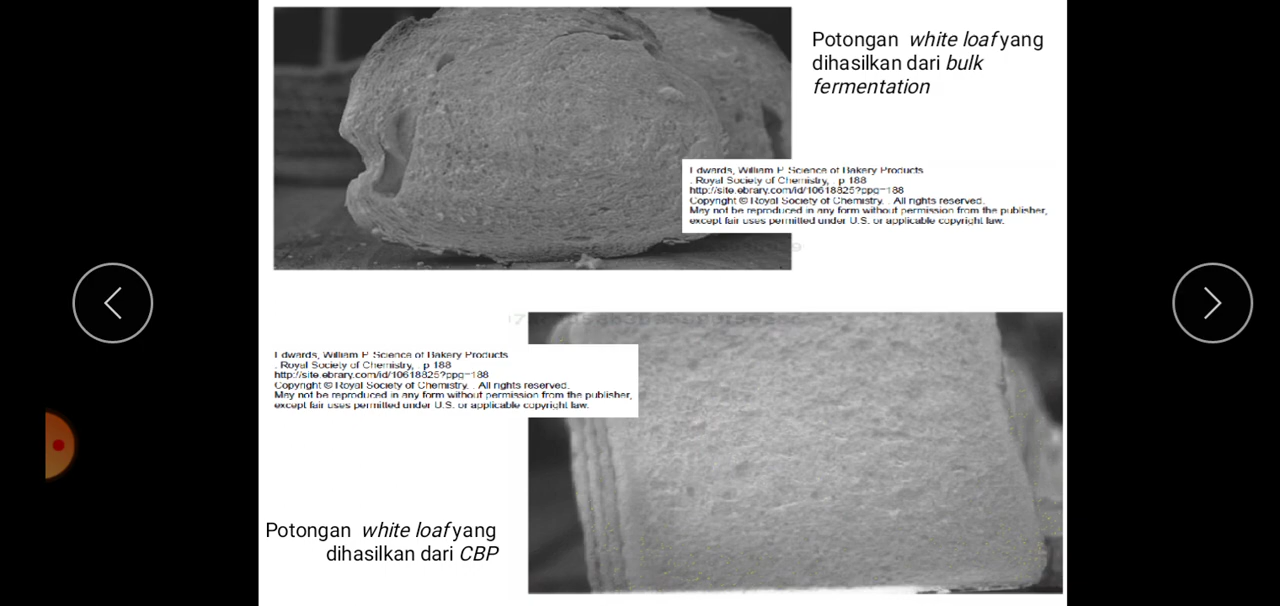 Potongan white loaf yang
dihasilkan dari bulk
fermentation
Edwards, William P. Science of Bakery Products
. Royal Society of Chemistry, . p 188
http://site.ebrary.com/id/10618825?ppg=188
Copyright © Royal Society of Chemistry. . All rights reserved.
May not be reproduced in any form without permission from the publisher,
except fair uses permitted under U.S. or applicable copyright law.
Edwards, William P. Science of Bakery Products
. Royal Society of Chemistry, . p 188
http://site.ebrary.com/id/10618825?ppg=188
Copyright © Royal Society of Chemistry. . All rights reserved.
May not be reproduced in any form without permission from the publisher,
except fair uses permitted under U.S. or applicable copyright law.
Potongan white loaf yang
dihasilkan dari CBP